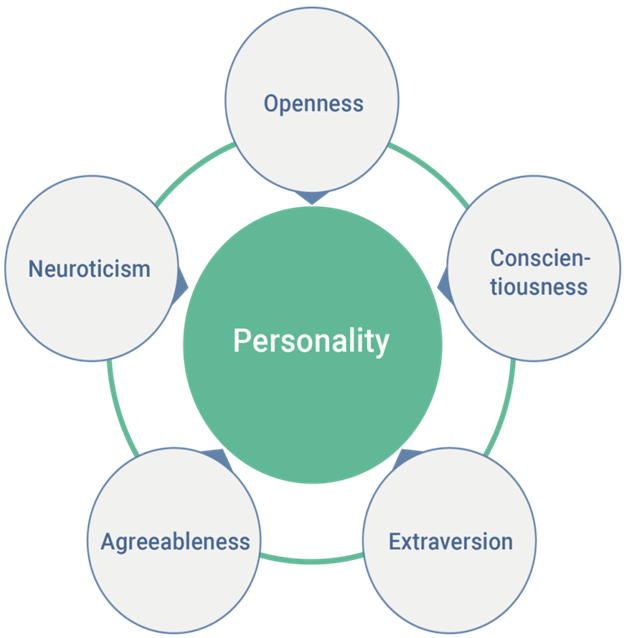 Openness
Conscien-
tiousness
Neuroticism
Personality
Agreeableness
Extraversion